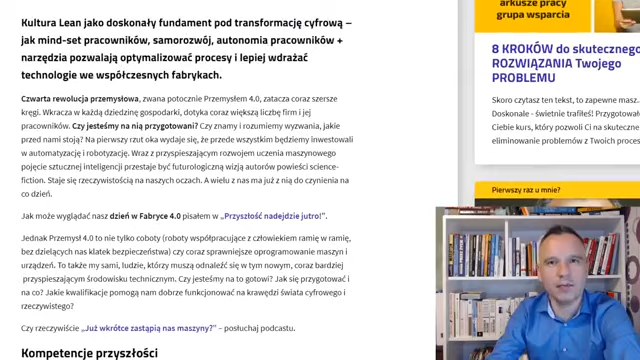 Kultura Lean jako doskonały fundament pod transformację cyfrową –
jak mind-set pracowników, samorozwój, autonomia pracowników +
narzędzia pozwalają optymalizować procesy i lepiej wdrażać
technologie we współczesnych fabrykach.
Czwarta rewolucja przemysłowa, zwana potocznie Przemysłem 4.0, zatacza coraz szersze
kręgi. Wkracza w każdą dziedzinę gospodarki, dotyka coraz większą liczbę firm i jej
pracowników. Czy jesteśmy na nią przygotowani? Czy znamy i rozumiemy wyzwania, jakie
przed nami stoją? Na pierwszy rzut oka wydaje się, że przede wszystkim będziemy inwestowali
w automatyzację i robotyzację. Wraz z przyspieszającym rozwojem uczenia maszynowego
pojęcie sztucznej inteligencji przestaje być futurologiczną wizją autorów powieści science-
fiction. Staje się rzeczywistością na naszych oczach. A wielu z nas ma już z nią do czynienia na
co dzień.
Jak może wyglądać nasz dzień w Fabryce 4.0 pisałem w „Przyszłość nadejdzie jutro!".
Jednak Przemysł 4.0 to nie tylko coboty (roboty współpracujące z człowiekiem ramię w ramię,
bez dzielących nas klatek bezpieczeństwa) czy coraz sprawniejsze oprogramowanie maszyn i
urządzeń. To także my sami, ludzie, którzy muszą odnaleźć się w tym nowym, coraz bardziej
przyspieszającym środowisku technicznym. Czy jesteśmy na to gotowi? Jak się przygotować i
na co? Jakie kwalifikacje pomogą nam dobrze funkcjonować na krawędzi świata cyfrowego i
rzeczywistego?
Czy rzeczywiście „Już wkrótce zastąpią nas maszyny?" – posłuchaj podcastu.
Kompetencje przyszłości
arkusze pracy
grupa wsparcia
8 KROKÓW do skutecznego
ROZWIĄZANIA Twojego
PROBLEMU
Skoro czytasz ten tekst, to zapewne masz
Doskonale - świetnie trafiłeś! Przygotował
Ciebie kurs, który pozwoli Ci na skuteczne
eliminowanie problemów z Twoich proces
Pierwszy raz u mnie?